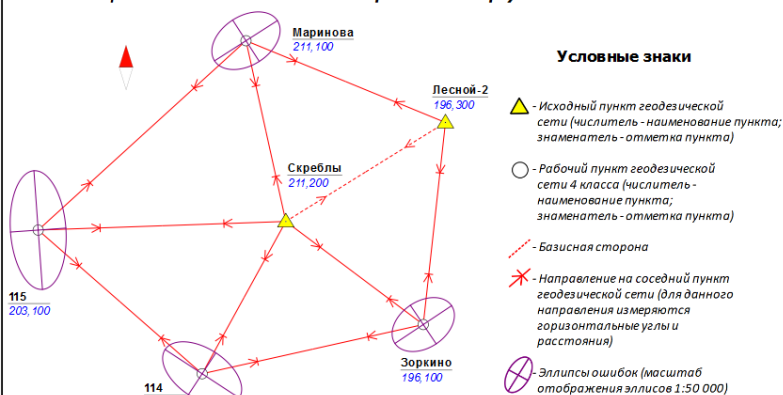 Маринова
211,100
Лесной-2
196,300
Скреблы
211,200
115
203,100
114
Зоркино
196,100
Условные знаки
- Исходный пункт геодезической
сети (числитель - наименование пункта;
знаменатель - отметка пункта)
- Рабочий пункт геодезической
сети 4 класса (числитель -
наименование пункта;
знаменатель - отметка пункта)
- Базисная сторона
- Направление на соседний пункт
геодезической сети (для данного
направления измеряются
горизонтальные углы и
расстояния)
- Эллипсы ошибок (масштаб
отображения эллисов 1:50 000)